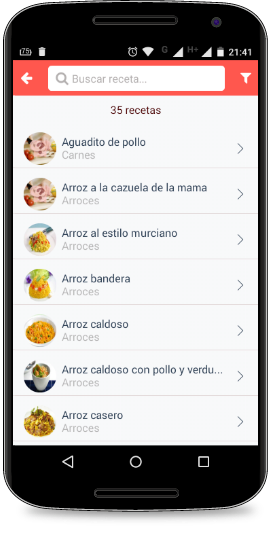 75
G
H+
21:41
Buscar receta...
35 recetas
Aguadito de pollo
Carnes
Arroz a la cazuela de la mama
Arroces
Arroz al estilo murciano
Arroces
Arroz bandera
Arroces
Arroz caldoso
Arroces
Arroz caldoso con pollo y verdu...
Arroces
Arroz casero
Arroces